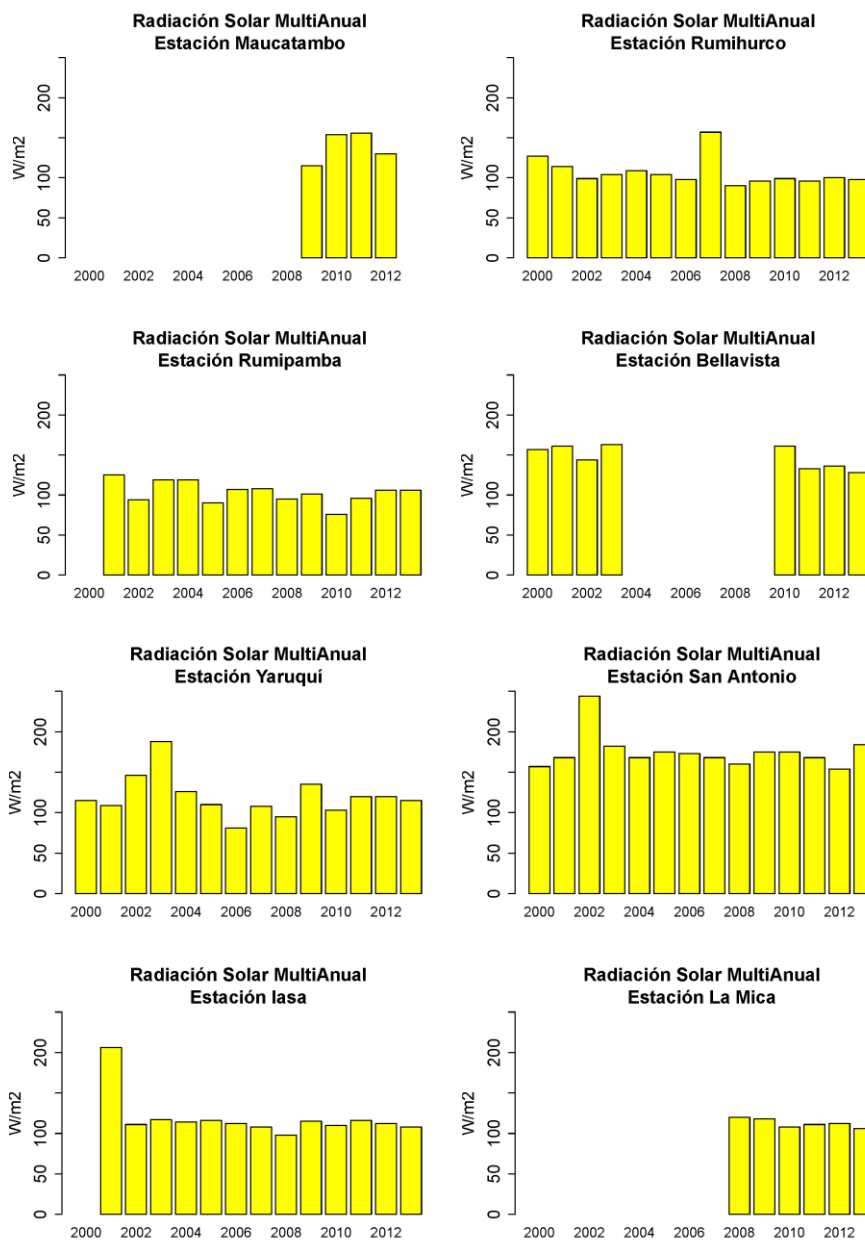 Radiación Solar MultiAnual
Estación Maucatambo
W/m2
200
100
50
0
2000 2002 2004 2006 2008 2010 2012
Radiación Solar MultiAnual
Estación Rumihurco
W/m2
200
100
50
0
2000 2002 2004 2006 2008 2010 2012
Radiación Solar MultiAnual
Estación Rumipamba
W/m2
200
100
50
0
2000 2002 2004 2006 2008 2010 2012
Radiación Solar MultiAnual
Estación Bellavista
W/m2
200
100
50
0
2000 2002 2004 2006 2008 2010 2012
Radiación Solar MultiAnual
Estación Yaruquí
W/m2
200
100
50
0
2000 2002 2004 2006 2008 2010 2012
Radiación Solar MultiAnual
Estación San Antonio
W/m2
200
100
50
0
2000 2002 2004 2006 2008 2010 2012
Radiación Solar MultiAnual
Estación Iasa
W/m2
200
100
50
0
2000 2002 2004 2006 2008 2010 2012
Radiación Solar MultiAnual
Estación La Mica
W/m2
200
100
50
0
2000 2002 2004 2006 2008 2010 2012